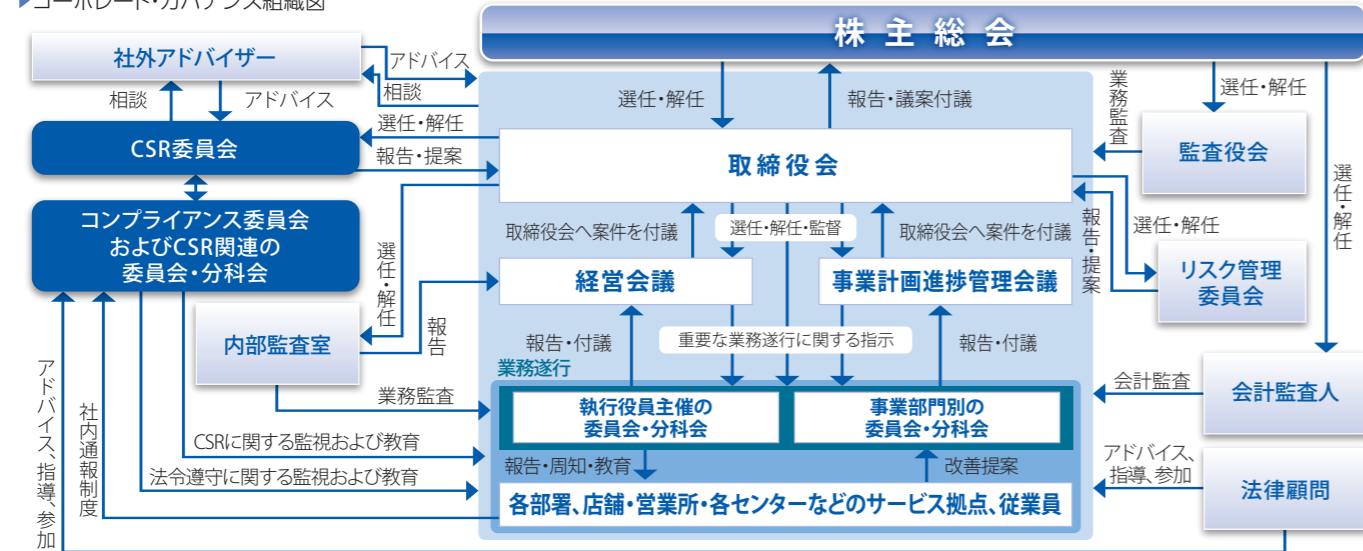 ▶コーポレート・ガバナンス組織図
株主総会
社外アドバイザー
アドバイス
相談
相談
アドバイス
選任・解任
報告・議案付議
業務監査
選任・解任
CSR委員会
選任・解任
報告・提案
取締役会
監査役会
選任・解任
コンプライアンス委員会
およびCSR関連の
委員会・分科会
取締役会へ案件を付議
選任・解任・監督
取締役会へ案件を付議
報告・提案
選任・解任
選任・解任
経営会議
事業計画進捗管理会議
リスク管理
委員会
内部監査室
報告
報告・付議
重要な業務遂行に関する指示
報告・付議
業務遂行
アドバイス、指導、参加
社内通報制度
業務監査
執行役員主催の
委員会・分科会
事業部門別の
委員会・分科会
会計監査
会計監査人
CSRに関する監視および教育
報告・周知・教育
改善提案
アドバイス、
指導、参加
法令遵守に関する監視および教育
各部署、店舗・営業所・各センターなどのサービス拠点、従業員
法律顧問